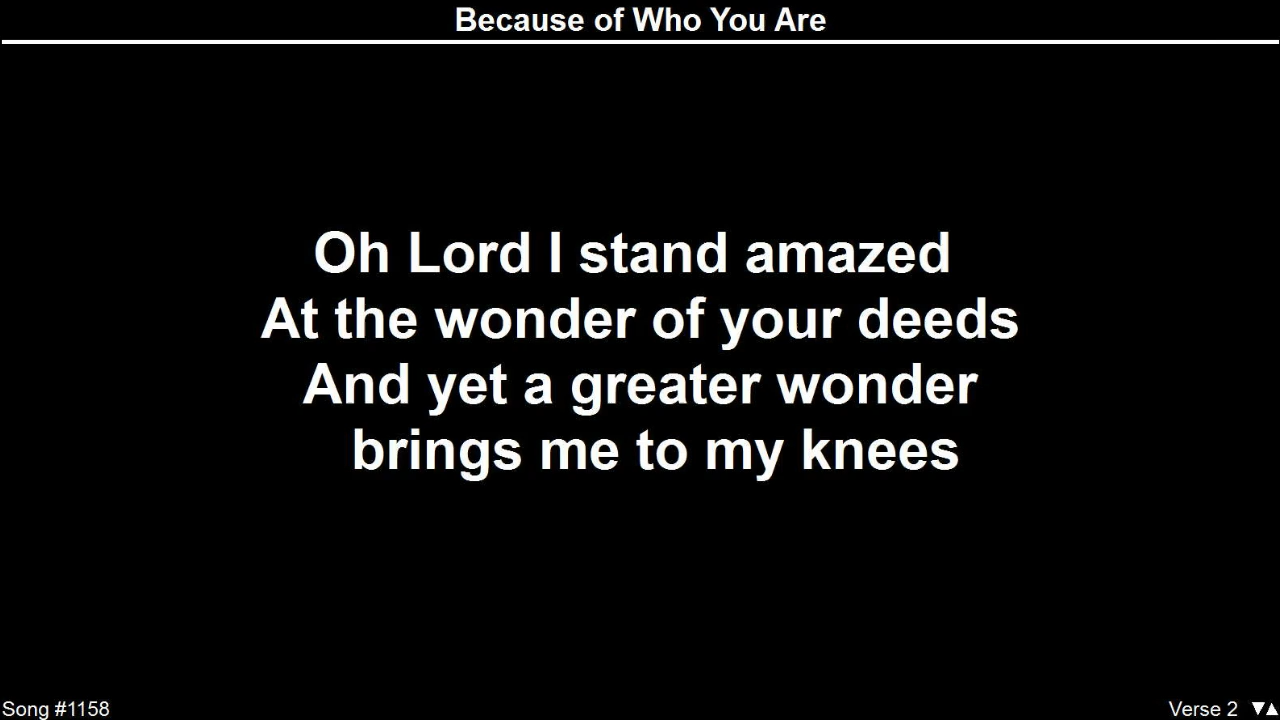 Because of Who You Are
Oh Lord I stand amazed
At the wonder of your deeds
And yet a greater wonder
brings me to my knees
Song #1158
Verse 2 ▼▲